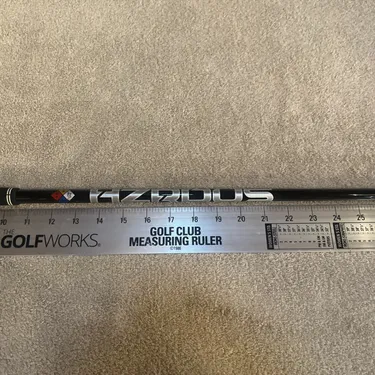 HZRDUS
10 11 12 13 14 15 16 17 18 19 20 21 22 23 24 25
THE
GOLFWORKS
GOLF CLUB
MEASURING RULER